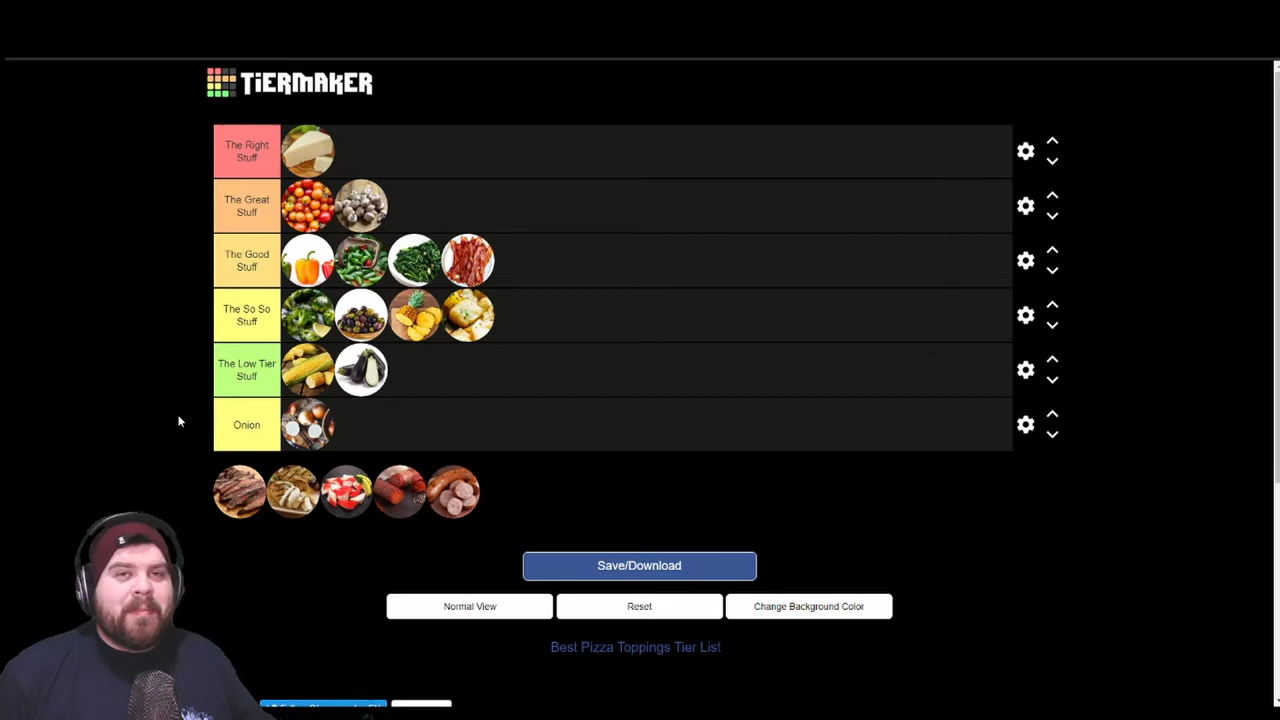 TiERMAKER
The Right
Stuff
The Great
Stuff
The Good
Stuff
The So So
Stuff
The Low Tier
Stuff
Onion
Save/Download
Normal View
Reset
Change Background Color
Best Pizza Toppings Tier List